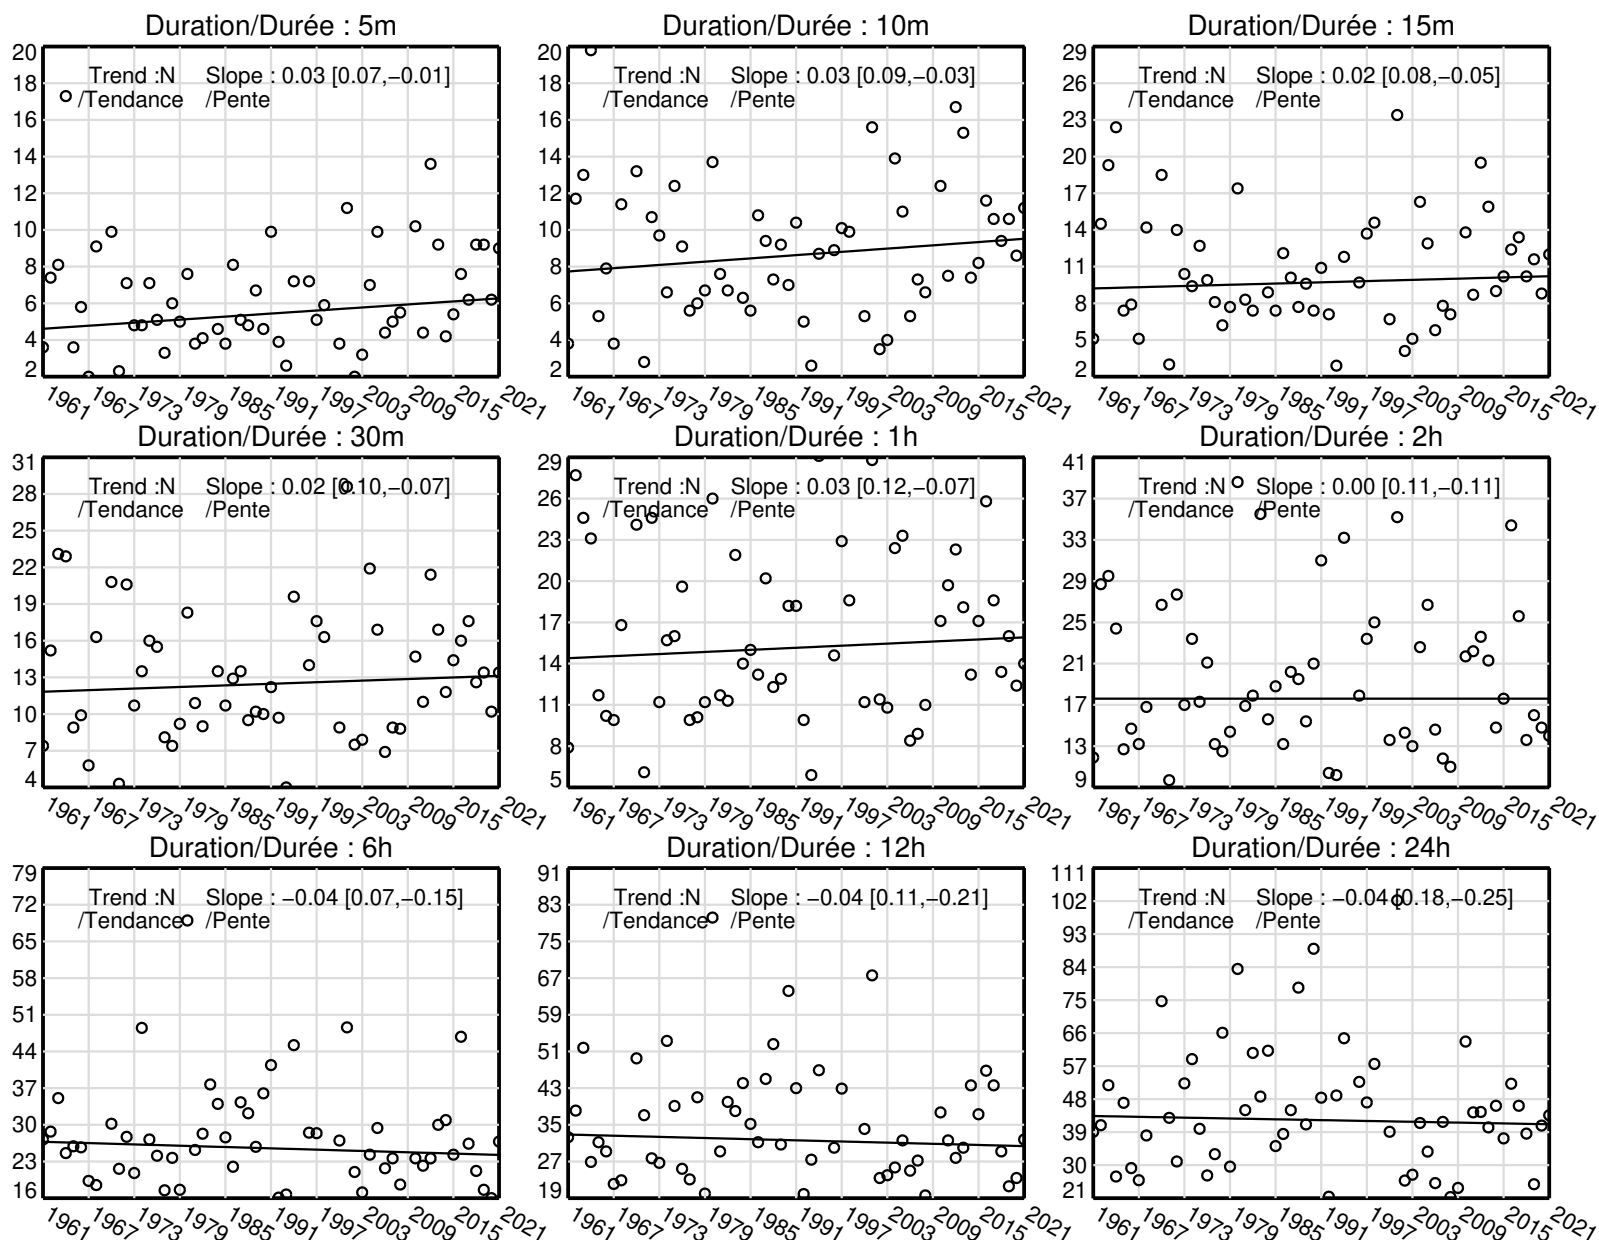 Duration/Durée : 5m
20
18
16
14
12
10
8
6
4
2
Trend :N Slope : 0.03 [0.07,−0.01]
/Tendance /Pente
1961 1967 1973 1979 1985 1991 1997 2003 2009 2015 2021
Duration/Durée : 10m
20
18
16
14
12
10
8
6
4
2
Trend :N Slope : 0.03 [0.09,−0.03]
/Tendance /Pente
1961 1967 1973 1979 1985 1991 1997 2003 2009 2015 2021
Duration/Durée : 15m
29
26
23
20
17
14
11
8
5
2
Trend :N Slope : 0.02 [0.08,−0.05]
/Tendance /Pente
1961 1967 1973 1979 1985 1991 1997 2003 2009 2015 2021
Duration/Durée : 30m
31
28
25
22
19
16
13
10
7
4
Trend :N Slope : 0.02 [0.10,−0.07]
/Tendance /Pente
1961 1967 1973 1979 1985 1991 1997 2003 2009 2015 2021
Duration/Durée : 1h
29
26
23
20
17
14
11
8
5
Trend :N Slope : 0.03 [0.12,−0.07]
/Tendance /Pente
1961 1967 1973 1979 1985 1991 1997 2003 2009 2015 2021
Duration/Durée : 2h
41
37
33
29
25
21
17
13
9
Trend :N Slope : 0.00 [0.11,−0.11]
/Tendance /Pente
1961 1967 1973 1979 1985 1991 1997 2003 2009 2015 2021
Duration/Durée : 6h
79
72
65
58
51
44
37
30
23
16
Trend :N Slope : −0.04 [0.07,−0.15]
/Tendance /Pente
1961 1967 1973 1979 1985 1991 1997 2003 2009 2015 2021
Duration/Durée : 12h
91
83
75
67
59
51
43
35
27
19
Trend :N Slope : −0.04 [0.11,−0.21]
/Tendance /Pente
1961 1967 1973 1979 1985 1991 1997 2003 2009 2015 2021
Duration/Durée : 24h
111
102
93
84
75
66
57
48
39
30
21
Trend :N Slope : −0.04 [0.18,−0.25]
/Tendance /Pente
1961 1967 1973 1979 1985 1991 1997 2003 2009 2015 2021